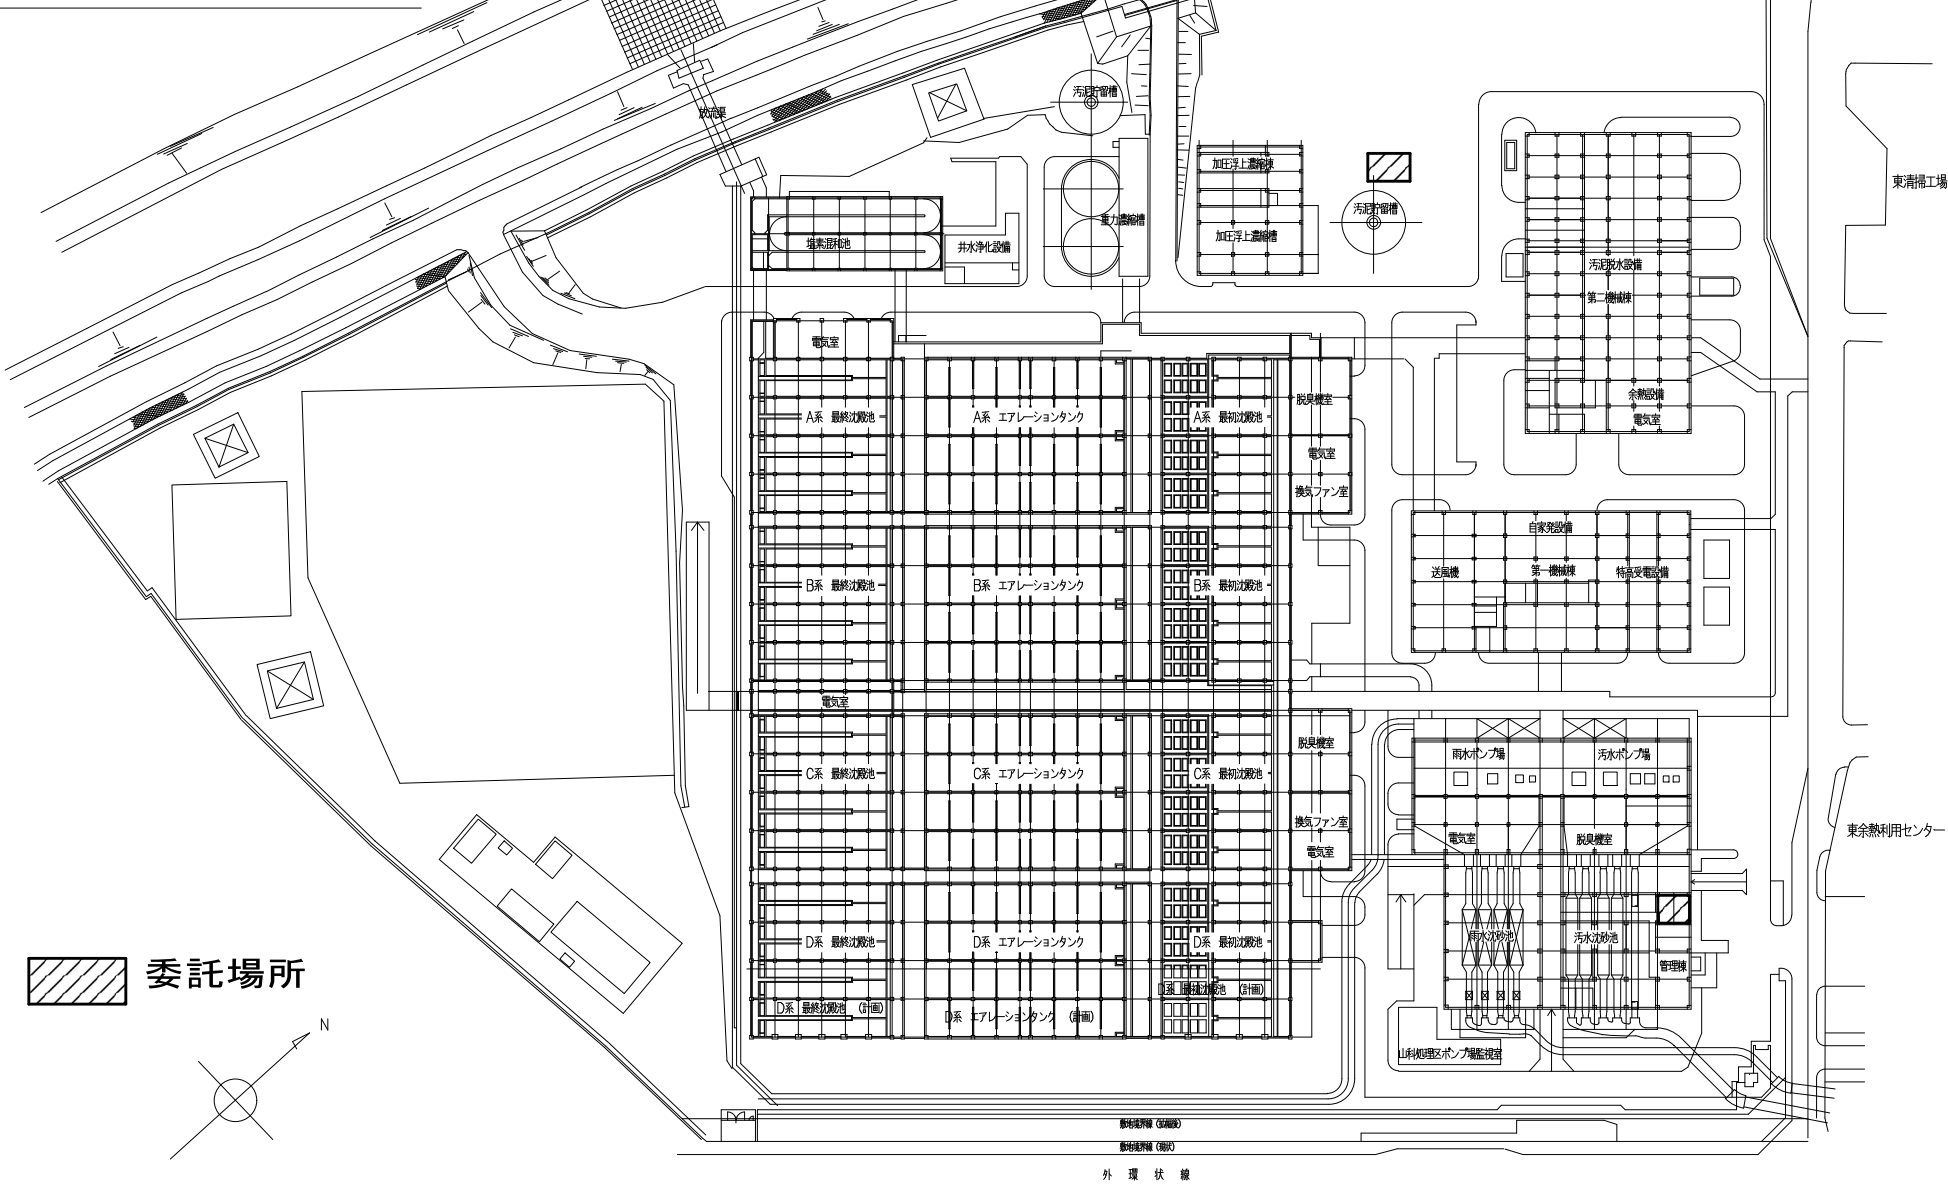 放流渠
汚泥貯留槽
加圧浮上濃縮棟
東清掃工場
汚泥貯留槽
重力濃縮槽
塩素混和池
井水浄化設備
加圧浮上濃縮槽
汚泥脱水設備
第二機械棟
電気室
余熱設備
電気室
脱臭機室
A系 最終沈殿池
A系 エアレーションタンク
A系 最初沈殿池
電気室
換気ファン室
自家発設備
送風機
第一機械棟
特高受電設備
B系 最終沈殿池
B系 エアレーションタンク
B系 最初沈殿池
電気室
脱臭機室
雨水ポンプ場
汚水ポンプ場
C系 最終沈殿池
C系 エアレーションタンク
C系 最初沈殿池
換気ファン室
電気室
電気室
脱臭機室
東余熱利用センター
D系 最終沈殿池
D系 エアレーションタンク
D系 最初沈殿池
雨水沈砂池
汚水沈砂池
管理棟
委託場所
D系 最初沈殿池 (計画)
D系 最終沈殿池 (計画)
D系 エアレーションタンク (計画)
N
山科処理区ポンプ場監視室
敷地境界線 (拡幅後)
敷地境界線 (現状)
外環状線